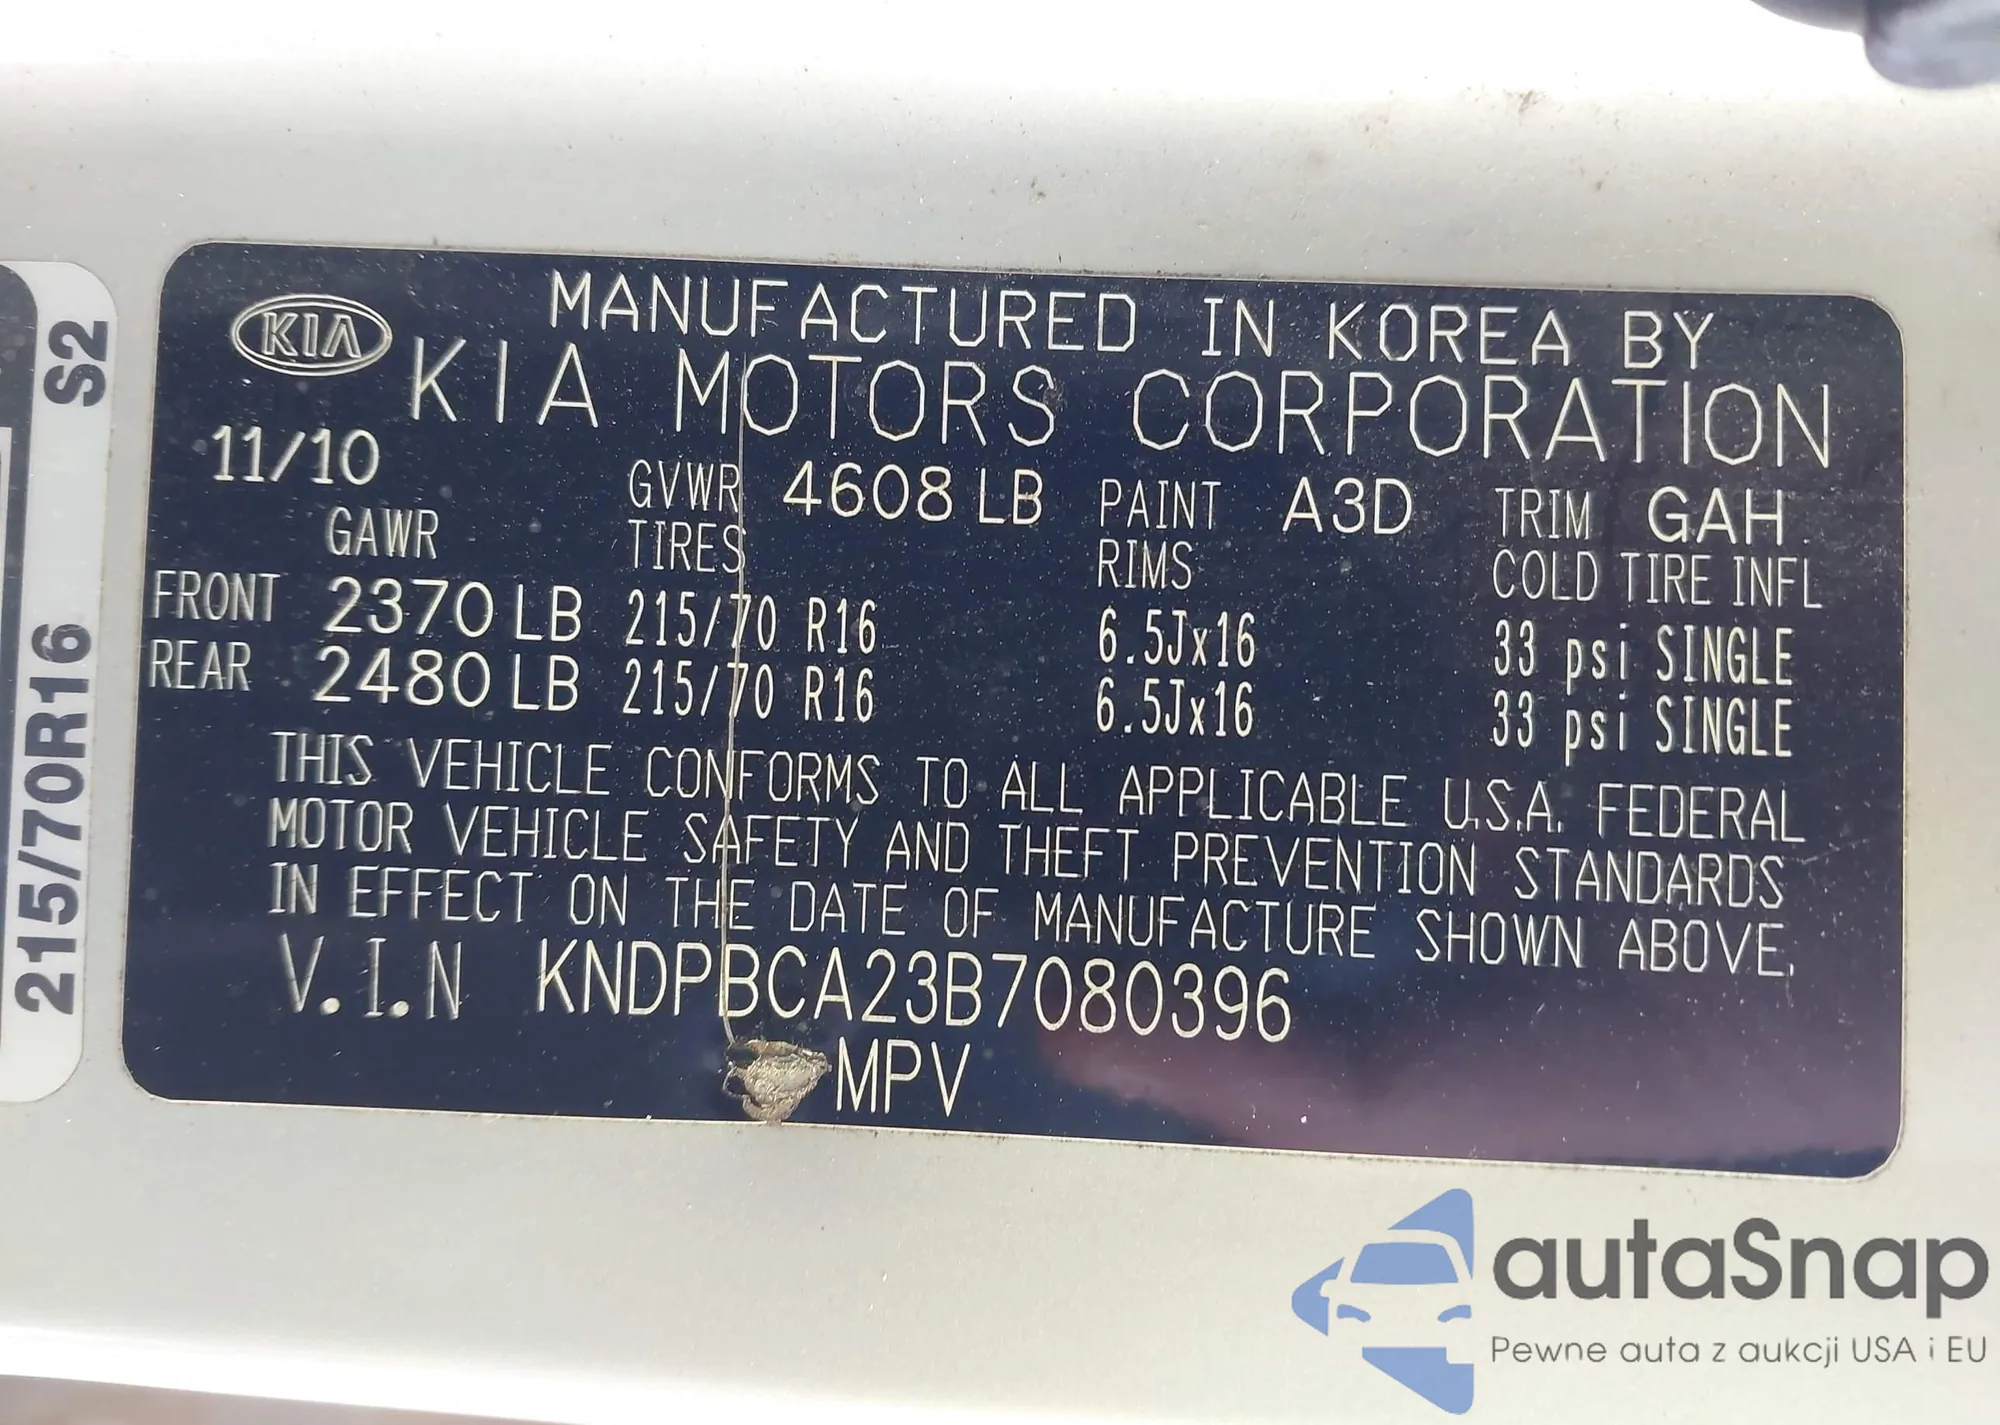 KIA
MANUFACTURED IN KOREA BY
KIA MOTORS CORPORATION
11/10 GVWR 4608 LB PAINT A3D TRIM GAH
GAWR TIRES RIMS COLD TIRE INFL
FRONT 2370 LB 215/70 R16 6.5Jx16 33 psi SINGLE
REAR 2480 LB 215/70 R16 6.5Jx16 33 psi SINGLE
THIS VEHICLE CONFORMS TO ALL APPLICABLE U.S.A. FEDERAL
MOTOR VEHICLE SAFETY AND THEFT PREVENTION STANDARDS
IN EFFECT ON THE DATE OF MANUFACTURE SHOWN ABOVE.
V.I.N KNDPBCA23B7080396
MPV
215/70R16 S2
autaSnap
Pewne auta z aukcji USA i EU